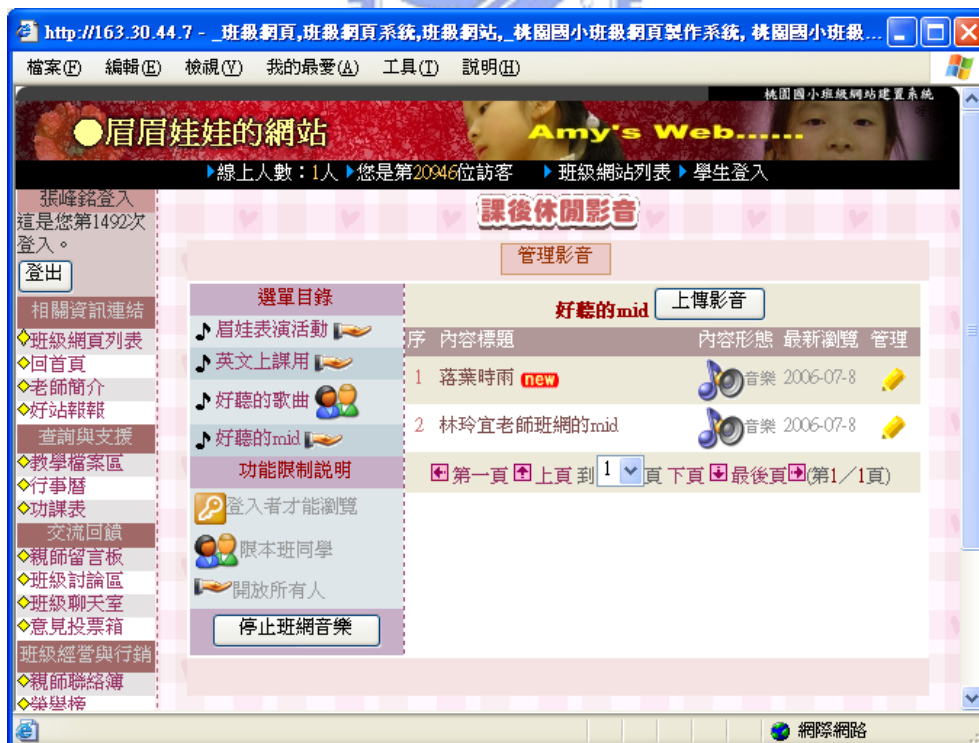 http://163.30.44.7 - _班級網頁,班級網頁系統,班級網站,_桃園國小班級網頁製作系統, 桃園國小班級...
檔案(F) 編輯(E) 檢視(V) 我的最愛(A) 工具(T) 說明(H)
桃園國小班級網站建置系統
眉眉娃娃的網站
Amy's Web......
線上人數：1人 您是第20946位訪客 班級網站列表 學生登入
張峰銘登入
這是您第1492次
登入。
登出
相關資訊連結
班級網頁列表
回首頁
老師簡介
好站報報
查詢與支援
教學檔案區
行事曆
功課表
交流回饋
親師留言板
班級討論區
班級聊天室
意見投票箱
班級經營與行銷
親師聯絡簿
榮譽榜
課後休閒影音
管理影音
選單目錄
眉娃表演活動
英文上課用
好聽的歌曲
好聽的mid
功能限制說明
登入者才能瀏覽
限本班同學
開放所有人
停止班網音樂
好聽的mid 上傳影音
序 內容標題 內容形態 最新瀏覽 管理
1 落葉時雨 new 音樂 2006-07-8
2 林玲宜老師班網的mid 音樂 2006-07-8
第一頁 上頁 到 1 頁 下頁 最後頁 (第1／1頁)
網際網路